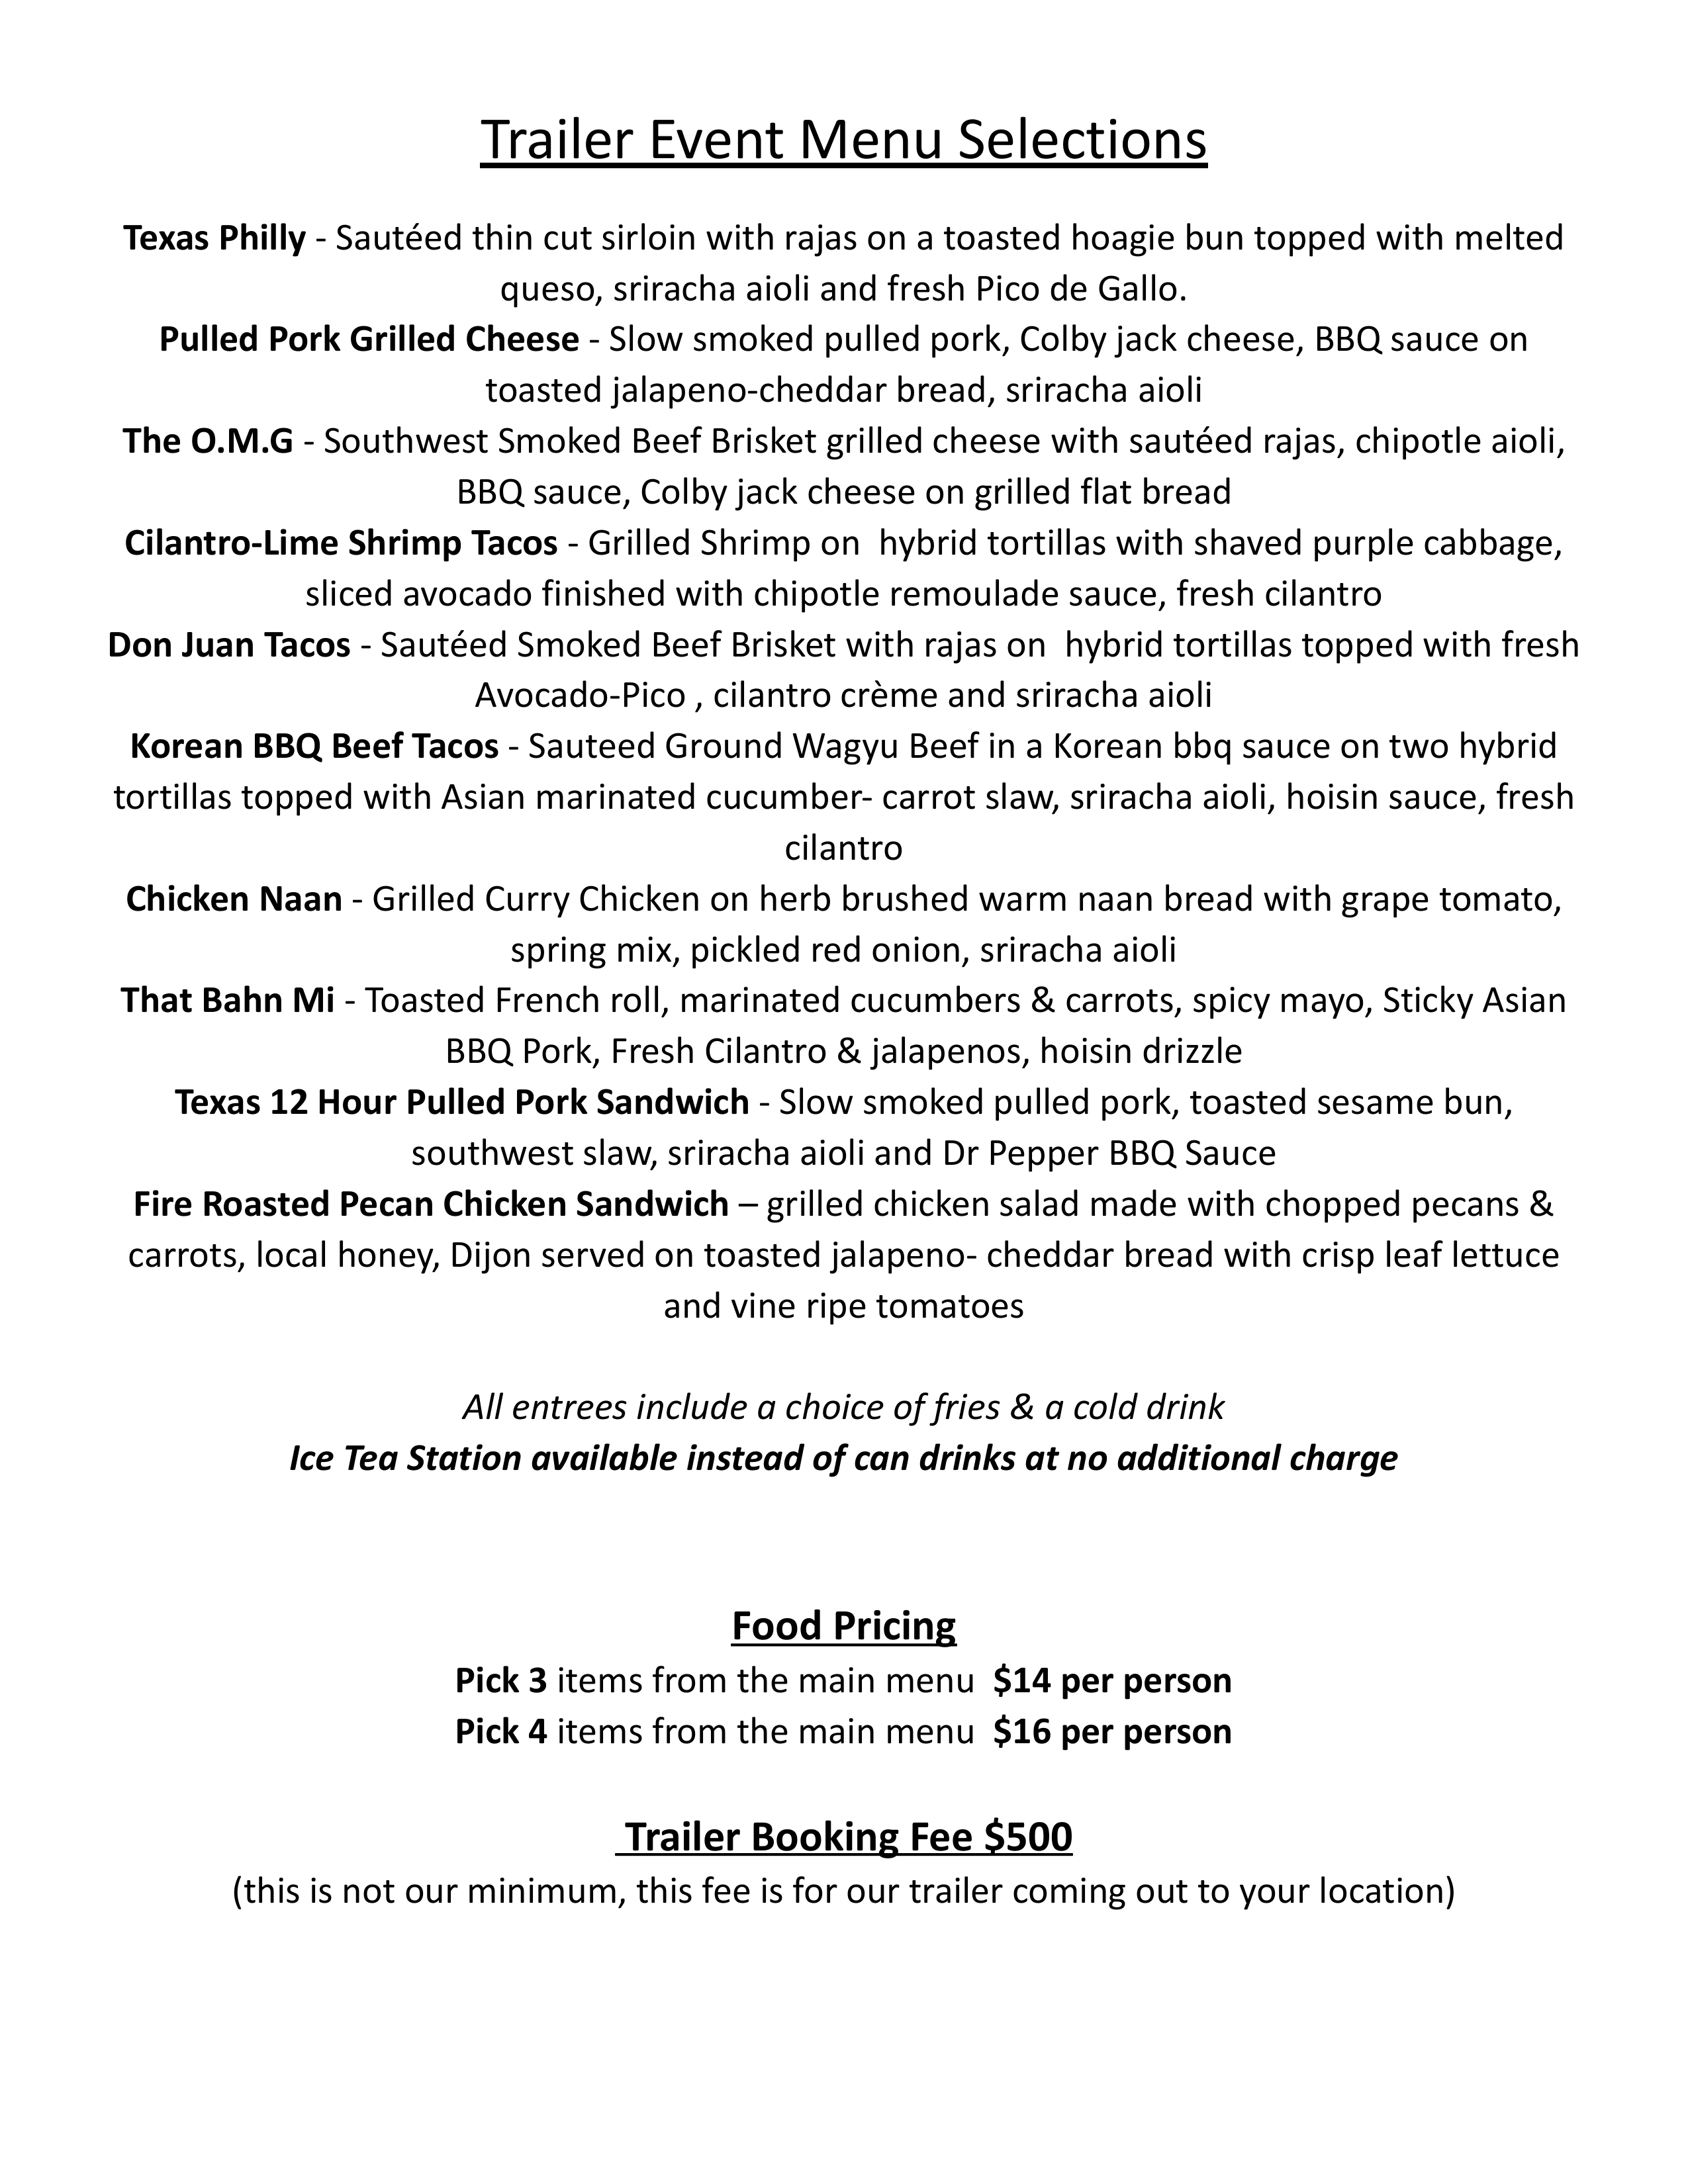 Trailer Event Menu Selections
Texas Philly - Sautéed thin cut sirloin with rajas on a toasted hoagie bun topped with melted
queso, sriracha aioli and fresh Pico de Gallo.
Pulled Pork Grilled Cheese - Slow smoked pulled pork, Colby jack cheese, BBQ sauce on
toasted jalapeno-cheddar bread, sriracha aioli
The O.M.G - Southwest Smoked Beef Brisket grilled cheese with sautéed rajas, chipotle aioli,
BBQ sauce, Colby jack cheese on grilled flat bread
Cilantro-Lime Shrimp Tacos - Grilled Shrimp on  hybrid tortillas with shaved purple cabbage,
sliced avocado finished with chipotle remoulade sauce, fresh cilantro
Don Juan Tacos - Sautéed Smoked Beef Brisket with rajas on  hybrid tortillas topped with fresh
Avocado-Pico , cilantro crème and sriracha aioli
Korean BBQ Beef Tacos - Sauteed Ground Wagyu Beef in a Korean bbq sauce on two hybrid
tortillas topped with Asian marinated cucumber- carrot slaw, sriracha aioli, hoisin sauce, fresh
cilantro
Chicken Naan - Grilled Curry Chicken on herb brushed warm naan bread with grape tomato,
spring mix, pickled red onion, sriracha aioli
That Bahn Mi - Toasted French roll, marinated cucumbers & carrots, spicy mayo, Sticky Asian
BBQ Pork, Fresh Cilantro & jalapenos, hoisin drizzle
Texas 12 Hour Pulled Pork Sandwich - Slow smoked pulled pork, toasted sesame bun,
southwest slaw, sriracha aioli and Dr Pepper BBQ Sauce
Fire Roasted Pecan Chicken Sandwich – grilled chicken salad made with chopped pecans &
carrots, local honey, Dijon served on toasted jalapeno- cheddar bread with crisp leaf lettuce
and vine ripe tomatoes
All entrees include a choice of fries & a cold drink
Ice Tea Station available instead of can drinks at no additional charge
Food Pricing
Pick 3 items from the main menu  $14 per person
Pick 4 items from the main menu  $16 per person
Trailer Booking Fee $500
(this is not our minimum, this fee is for our trailer coming out to your location)